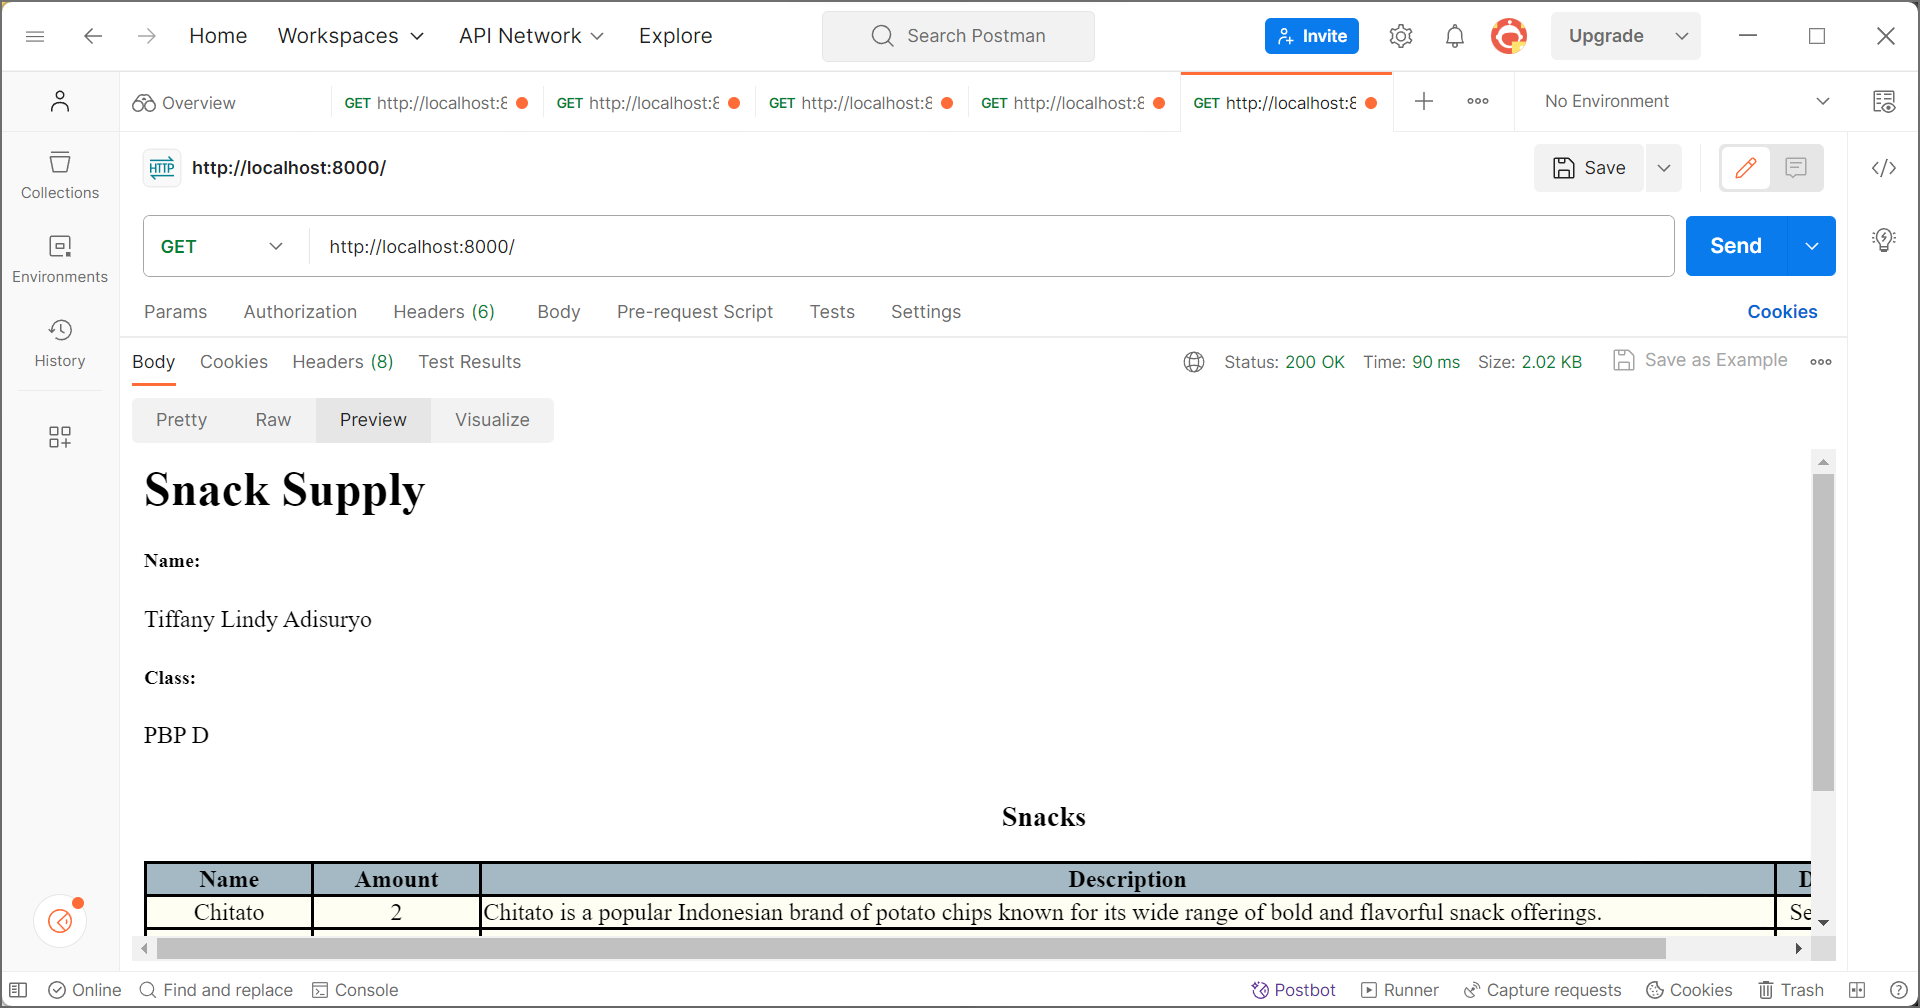 Home Workspaces API Network Explore Search Postman Invite Upgrade
Overview GET http://localhost:8 GET http://localhost:8 GET http://localhost:8 GET http://localhost:8 GET http://localhost:8 No Environment
HTTP http://localhost:8000/ Save
Collections
GET http://localhost:8000/ Send
Environments
Params Authorization Headers (6) Body Pre-request Script Tests Settings Cookies
History
Body Cookies Headers (8) Test Results Status: 200 OK Time: 90 ms Size: 2.02 KB Save as Example
Pretty Raw Preview Visualize
Snack Supply
Name:
Tiffany Lindy Adisuryo
Class:
PBP D
Snacks
Name Amount Description D
Chitato 2 Chitato is a popular Indonesian brand of potato chips known for its wide range of bold and flavorful snack offerings. Se
Online Find and replace Console Postbot Runner Capture requests Cookies Trash